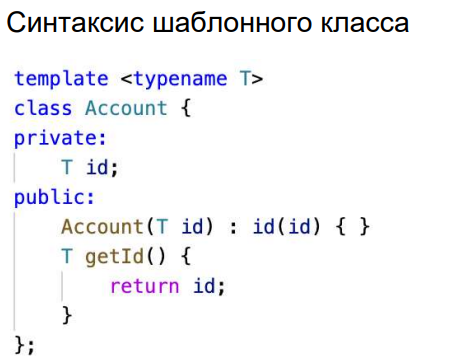 Синтаксис шаблонного класса
template <typename T>
class Account {
private:
    T id;
public:
    Account(T id) : id(id) { }
    T getId() {
        return id;
    }
};